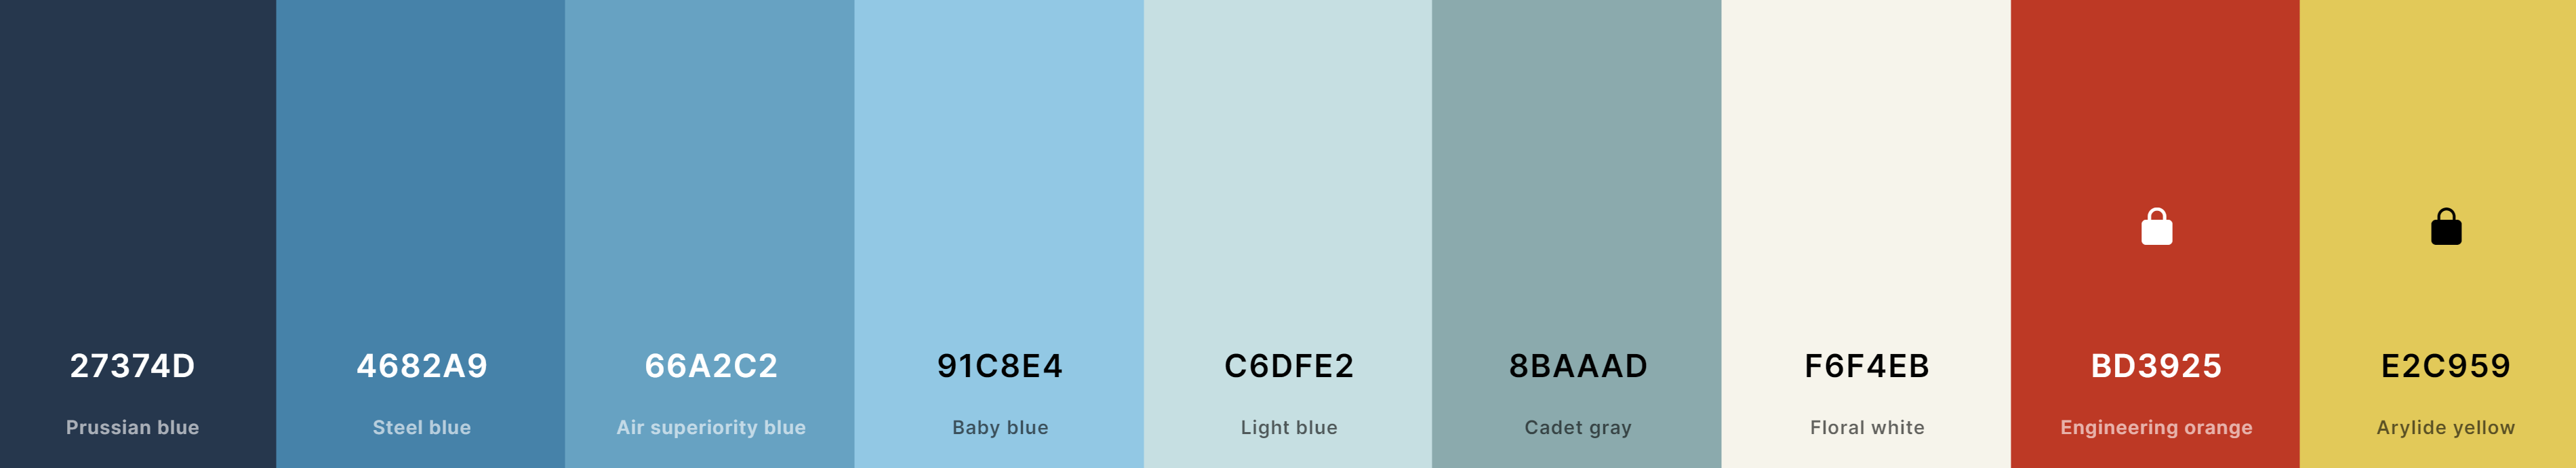 27374D
4682A9
66A2C2
91C8E4
C6DFE2
8BAAAD
F6F4EB
BD3925
E2C959
Prussian blue
Steel blue
Air superiority blue
Baby blue
Light blue
Cadet gray
Floral white
Engineering orange
Arylide yellow